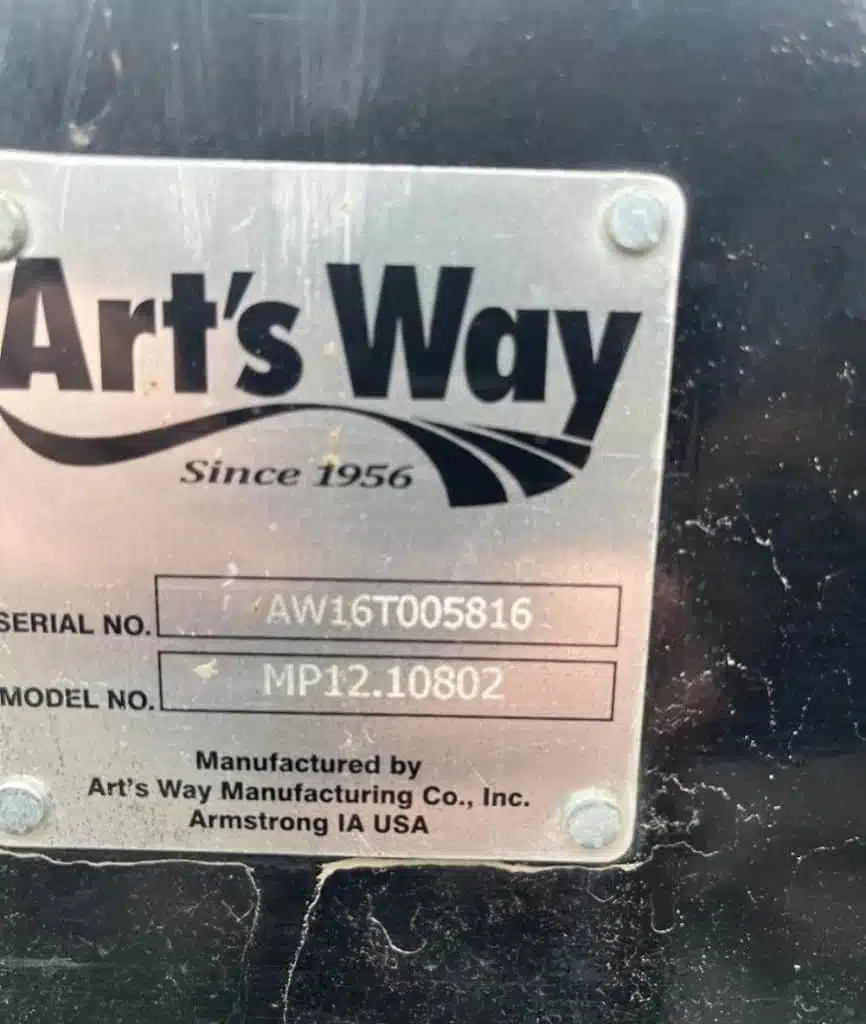 Art's Way
Since 1956
SERIAL NO. AW16T005816
MODEL NO. MP12.10802
Manufactured by
Art's Way Manufacturing Co., Inc.
Armstrong IA USA